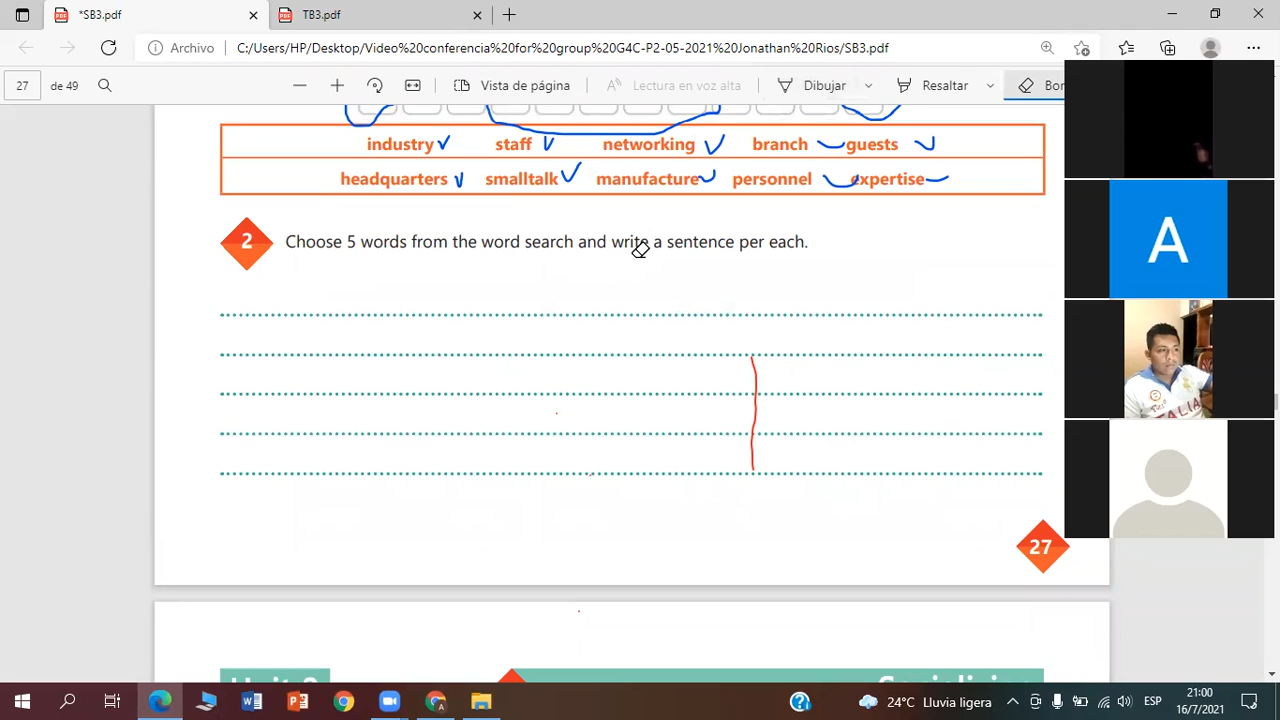 *SB3.pdf
TB3.pdf
Archivo C:/Users/HP/Desktop/Video%20conferencia%20for%20group%20G4C-P2-05-2021%20Jonathan%20Rios/SB3.pdf
27 de 49 Vista de página Lectura en voz alta Dibujar Resaltar Bor
industry staff networking branch guests
headquarters smalltalk manufacture personnel expertise
2 Choose 5 words from the word search and write a sentence per each.
A
27
24°C Lluvia ligera ESP 21:00
16/7/2021